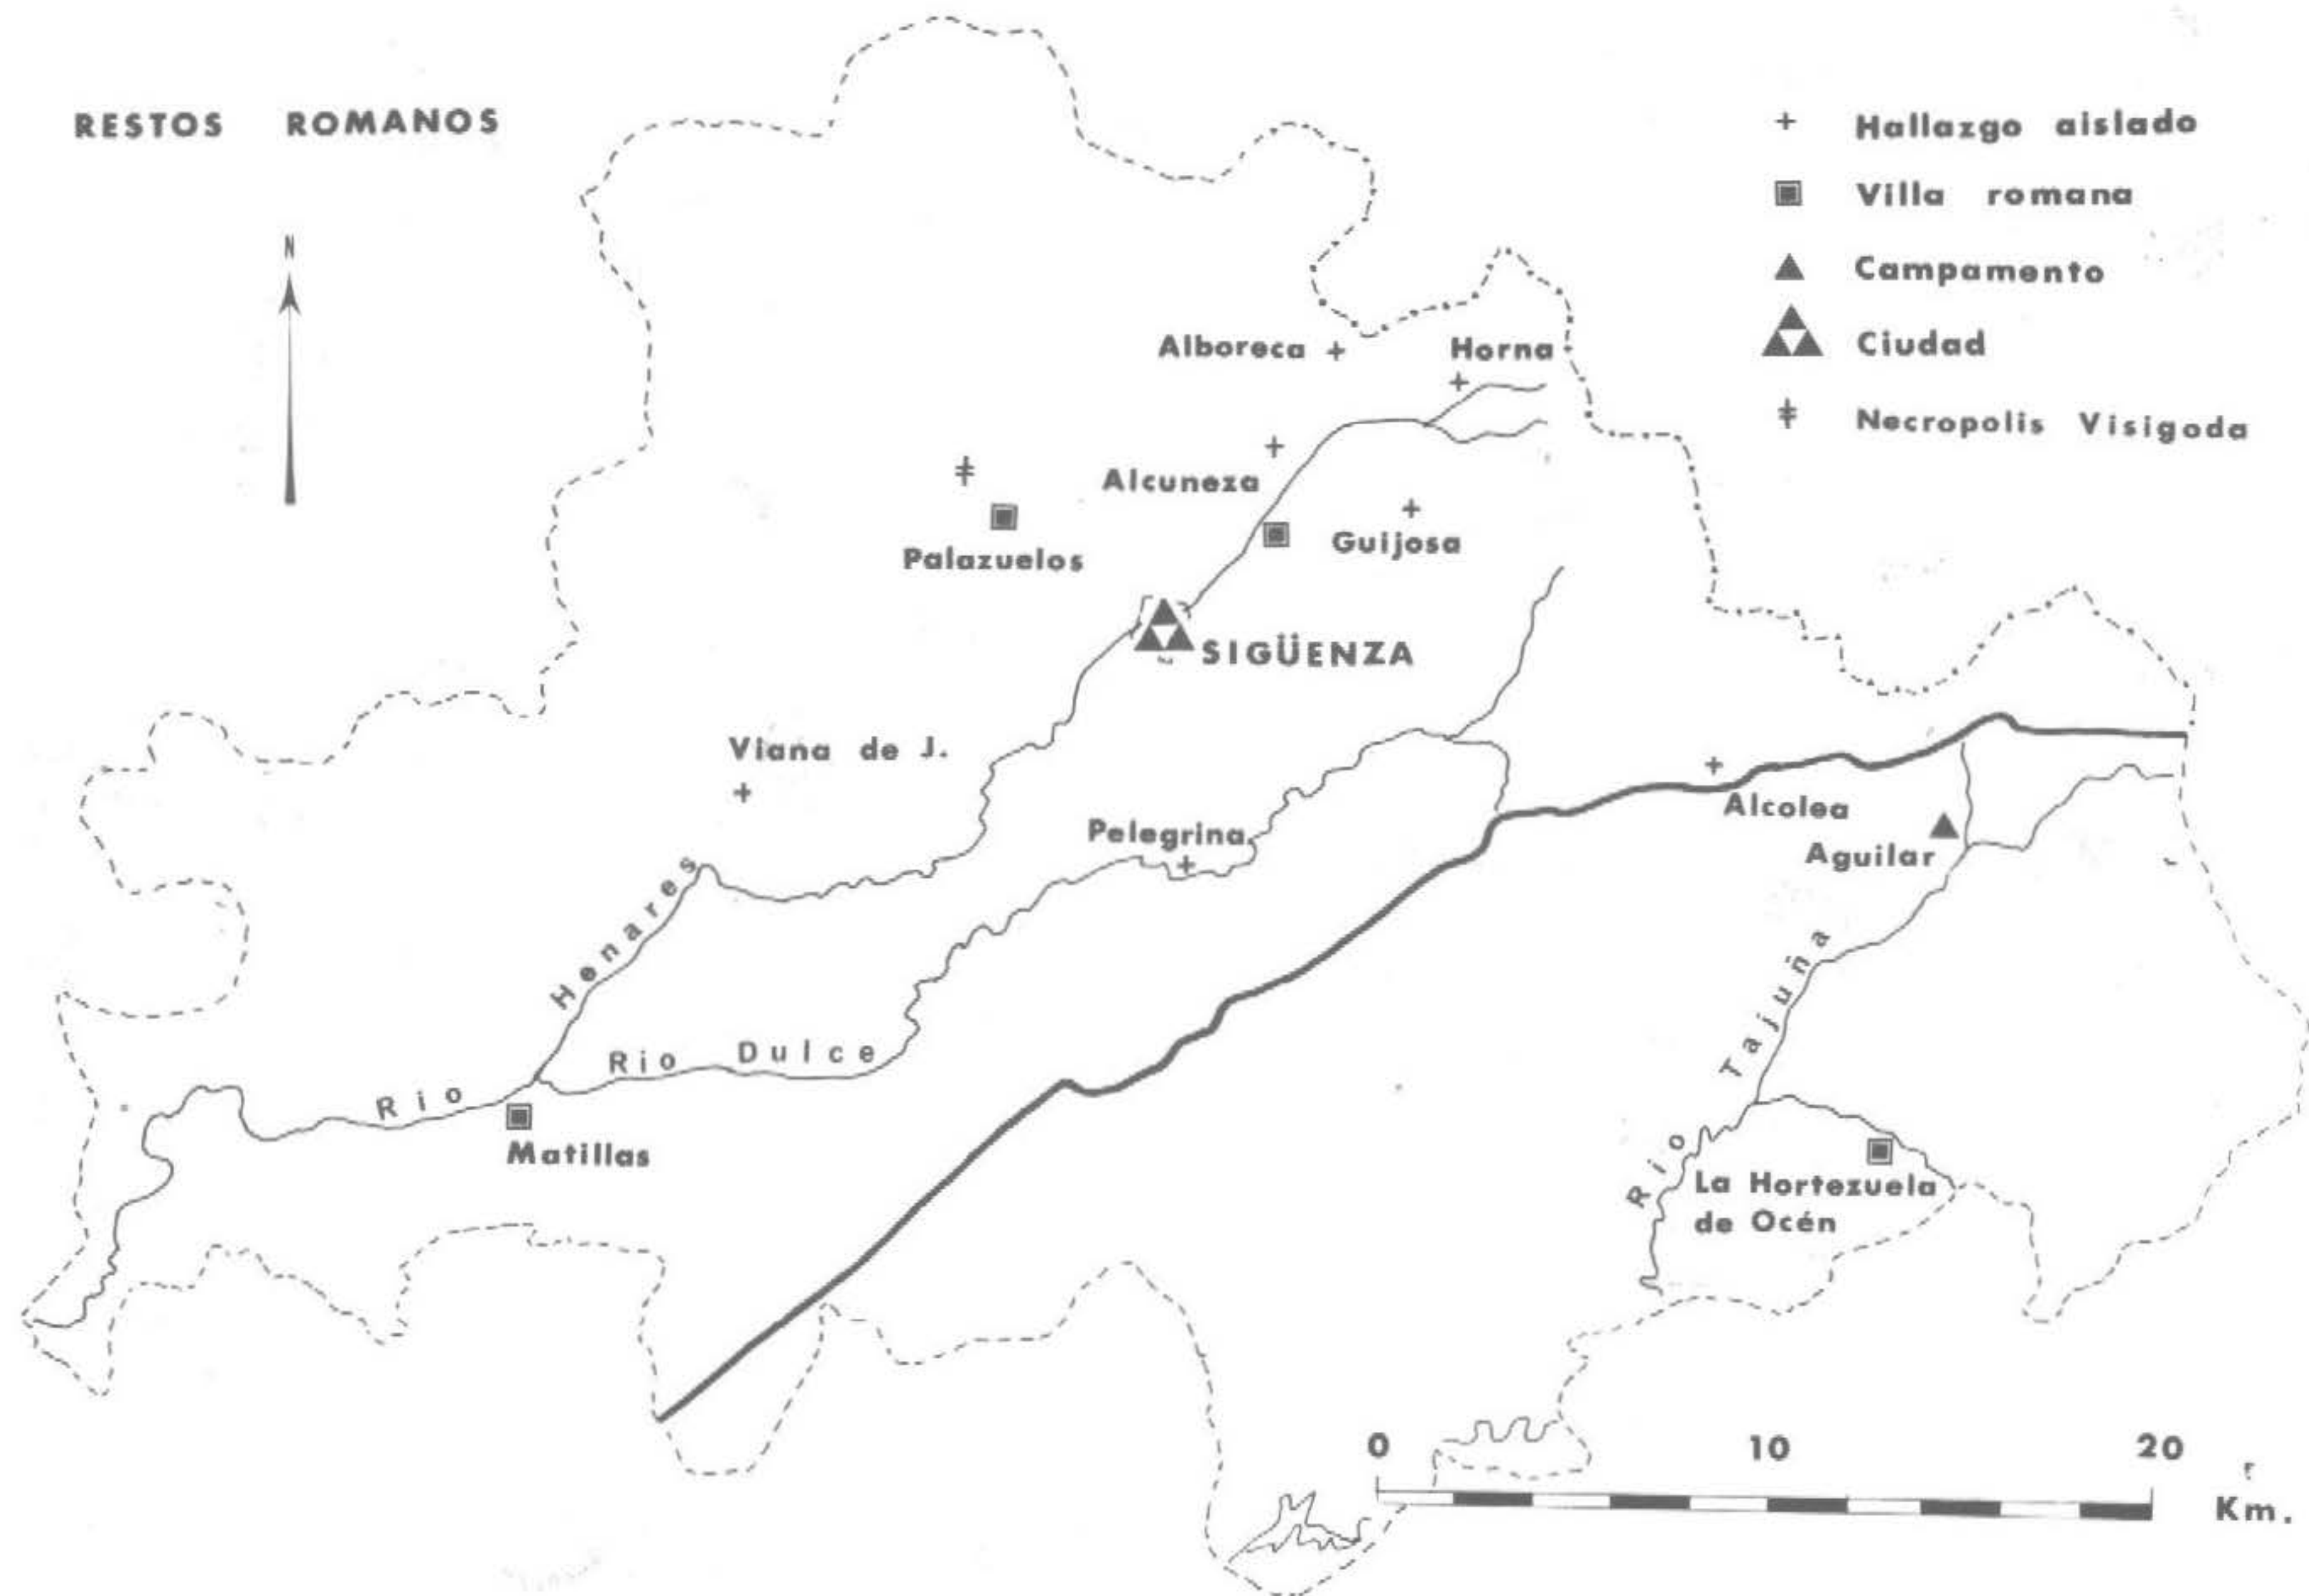 RESTOS ROMANOS
N
+ Hallazgo aislado
Villa romana
Campamento
Ciudad
Necropolis Visigoda
Alboreca
Horna
Alcuneza
Guijosa
Palazuelos
SIGÜENZA
Viana de J.
Pelegrina
Alcolea
Aguilar
Rio Henares
Rio Dulce
Rio Tajuña
Matillas
La Hortezuela
de Océn
0 10 20
Km.